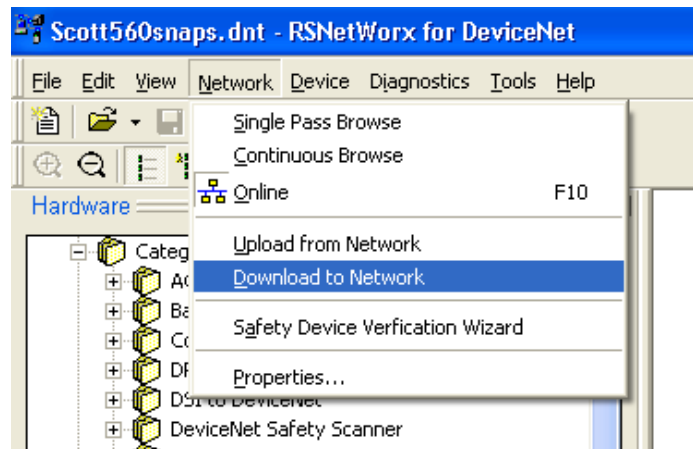 Scott560snaps.dnt - RSNetWorx for DeviceNet
File Edit View Network Device Diagnostics Tools Help
Single Pass Browse
Continuous Browse
Online F10
Hardware
Upload from Network
Categ
Download to Network
Safety Device Verfication Wizard
Properties...
DeviceNet Safety Scanner